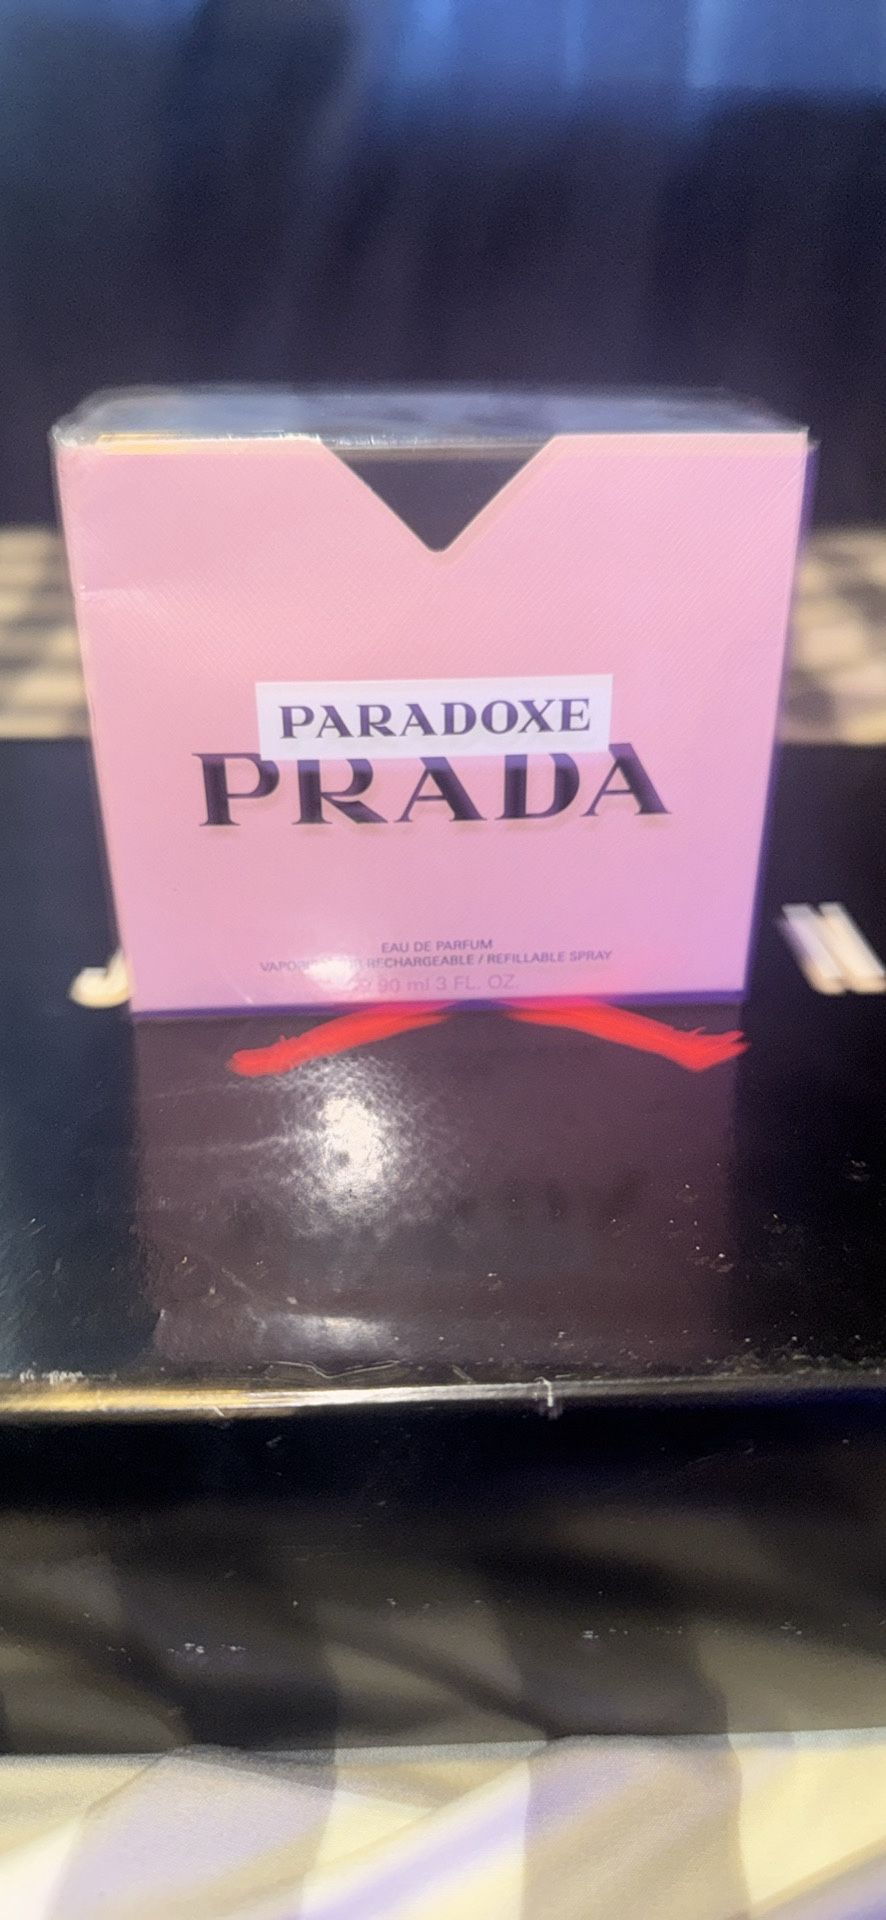 PARADOXE
PRADA
EAU DE PARFUM
RECHARGEABLE / REFILLABLE SPRAY
90 ml 3 FL. OZ.
J